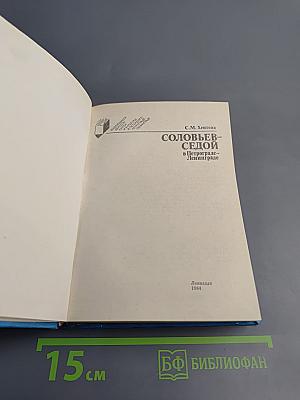 С.М. Хентова
СОЛОВЬЕВ-
СЕДОЙ
в Петрограде-
Ленинграде
Лениздат
1984
15 см
БФ БИБЛИОФАН